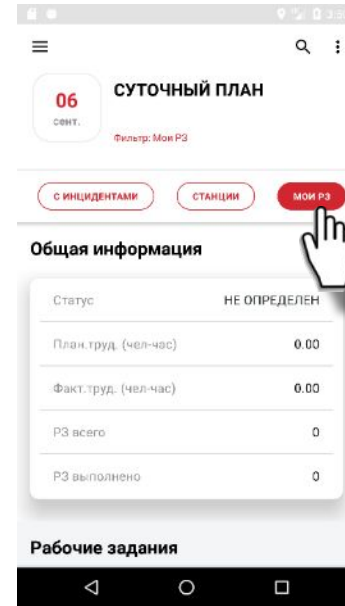 06
сент.
СУТОЧНЫЙ ПЛАН
Фильтр: Мои РЗ
С ИНЦИДЕНТАМИ СТАНЦИИ МОИ РЗ
Общая информация
Статус НЕ ОПРЕДЕЛЕН
План.труд. (чел-час) 0.00
Факт.труд. (чел-час) 0.00
РЗ всего 0
РЗ выполнено 0
Рабочие задания